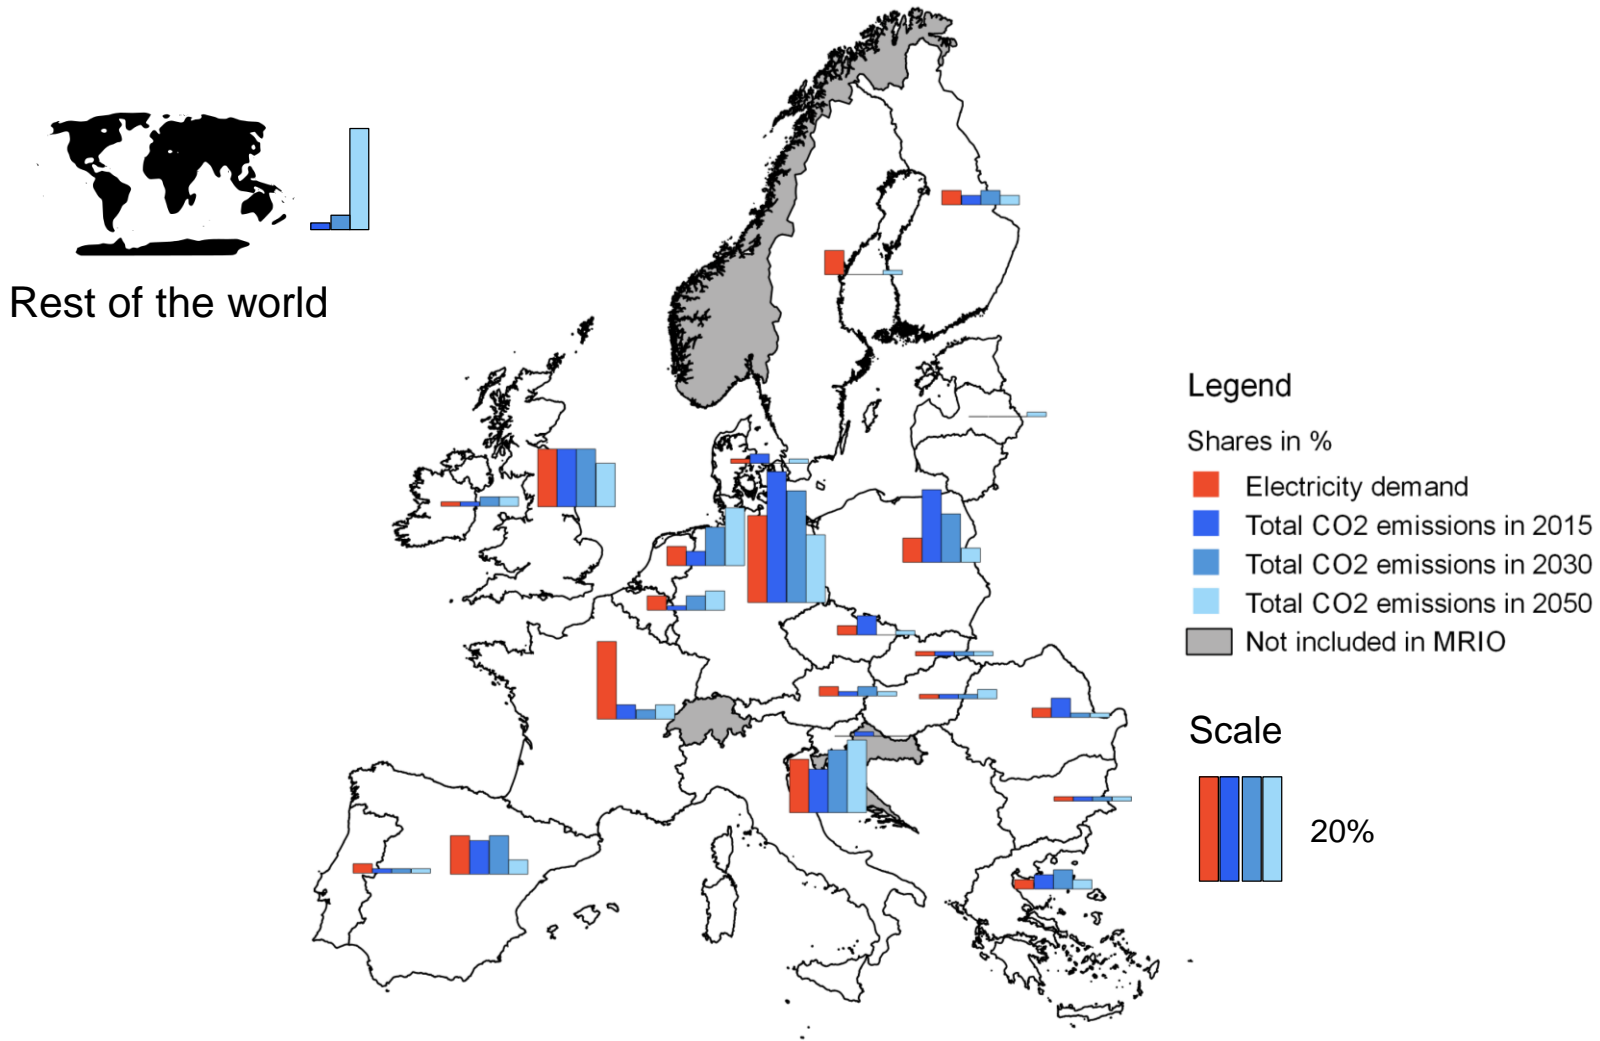 Rest of the world
Legend
Shares in %
Electricity demand
Total CO2 emissions in 2015
Total CO2 emissions in 2030
Total CO2 emissions in 2050
Not included in MRIO
Scale
20%